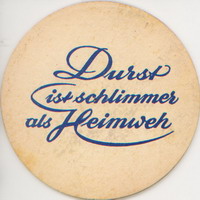 Durst
ist schlimmer
als Heimweh